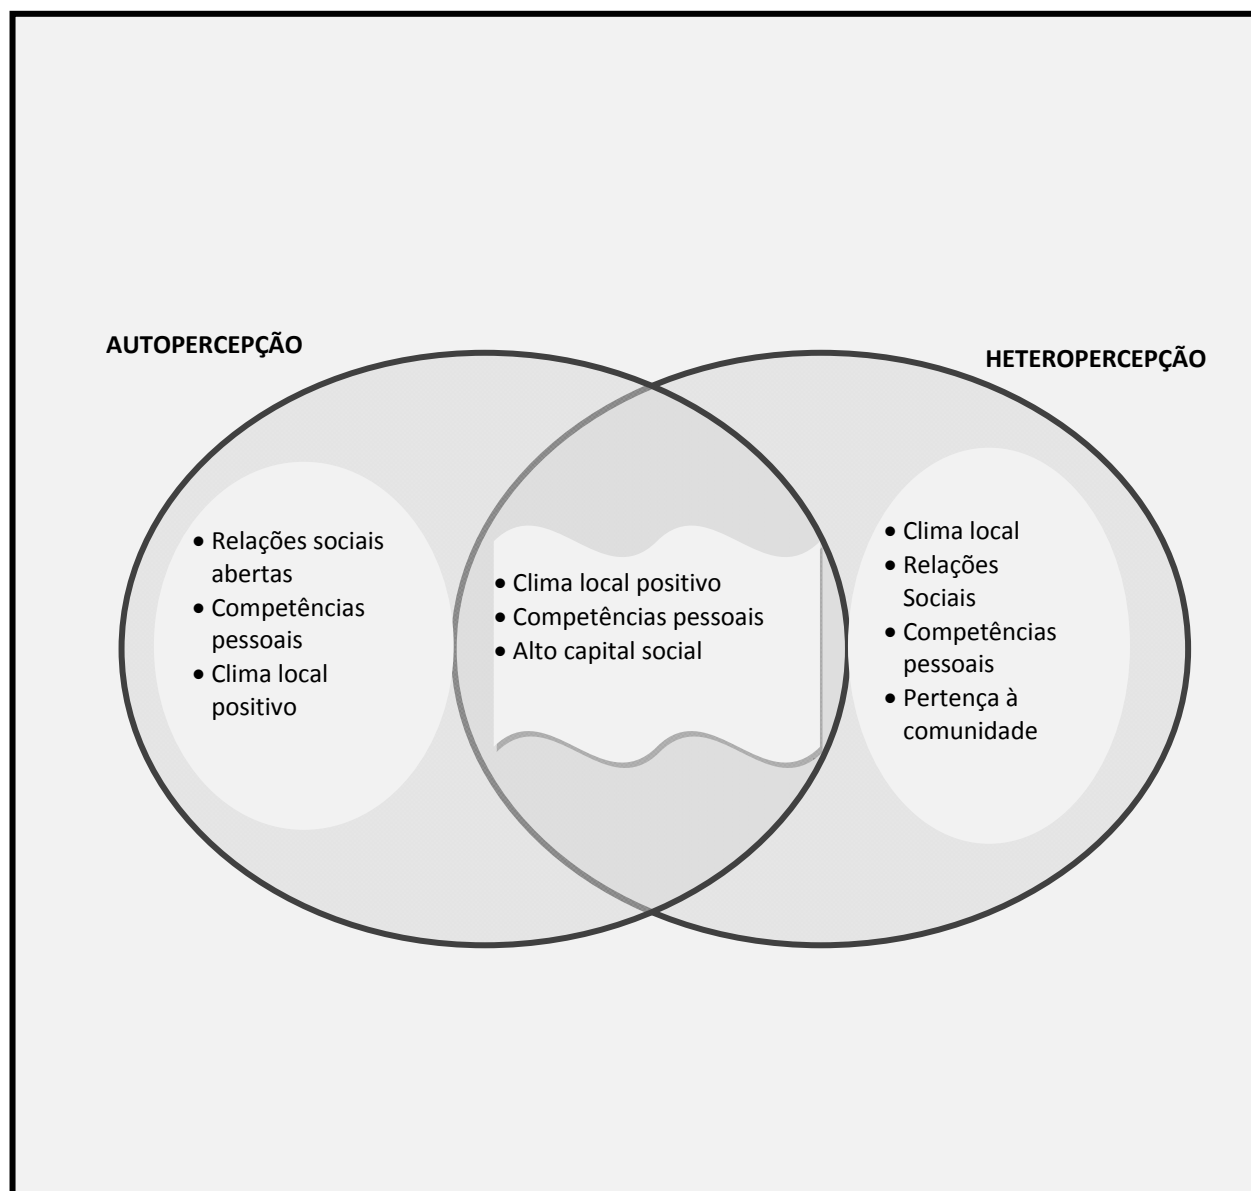 AUTOPERCEPÇÃO
HETEROPERCEPÇÃO
• Relações sociais
abertas
• Competências
pessoais
• Clima local
positivo
• Clima local positivo
• Competências pessoais
• Alto capital social
• Clima local
• Relações
Sociais
• Competências
pessoais
• Pertença à
comunidade